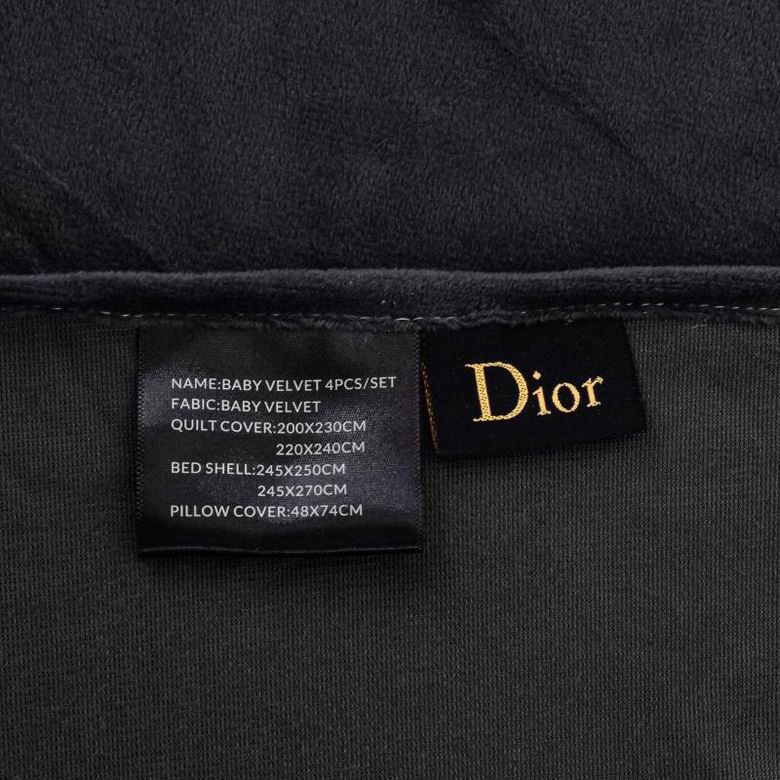 NAME:BABY VELVET 4PCS/SET
FABIC:BABY VELVET
QUILT COVER:200X230CM
220X240CM
BED SHELL:245X250CM
245X270CM
PILLOW COVER:48X74CM
Dior